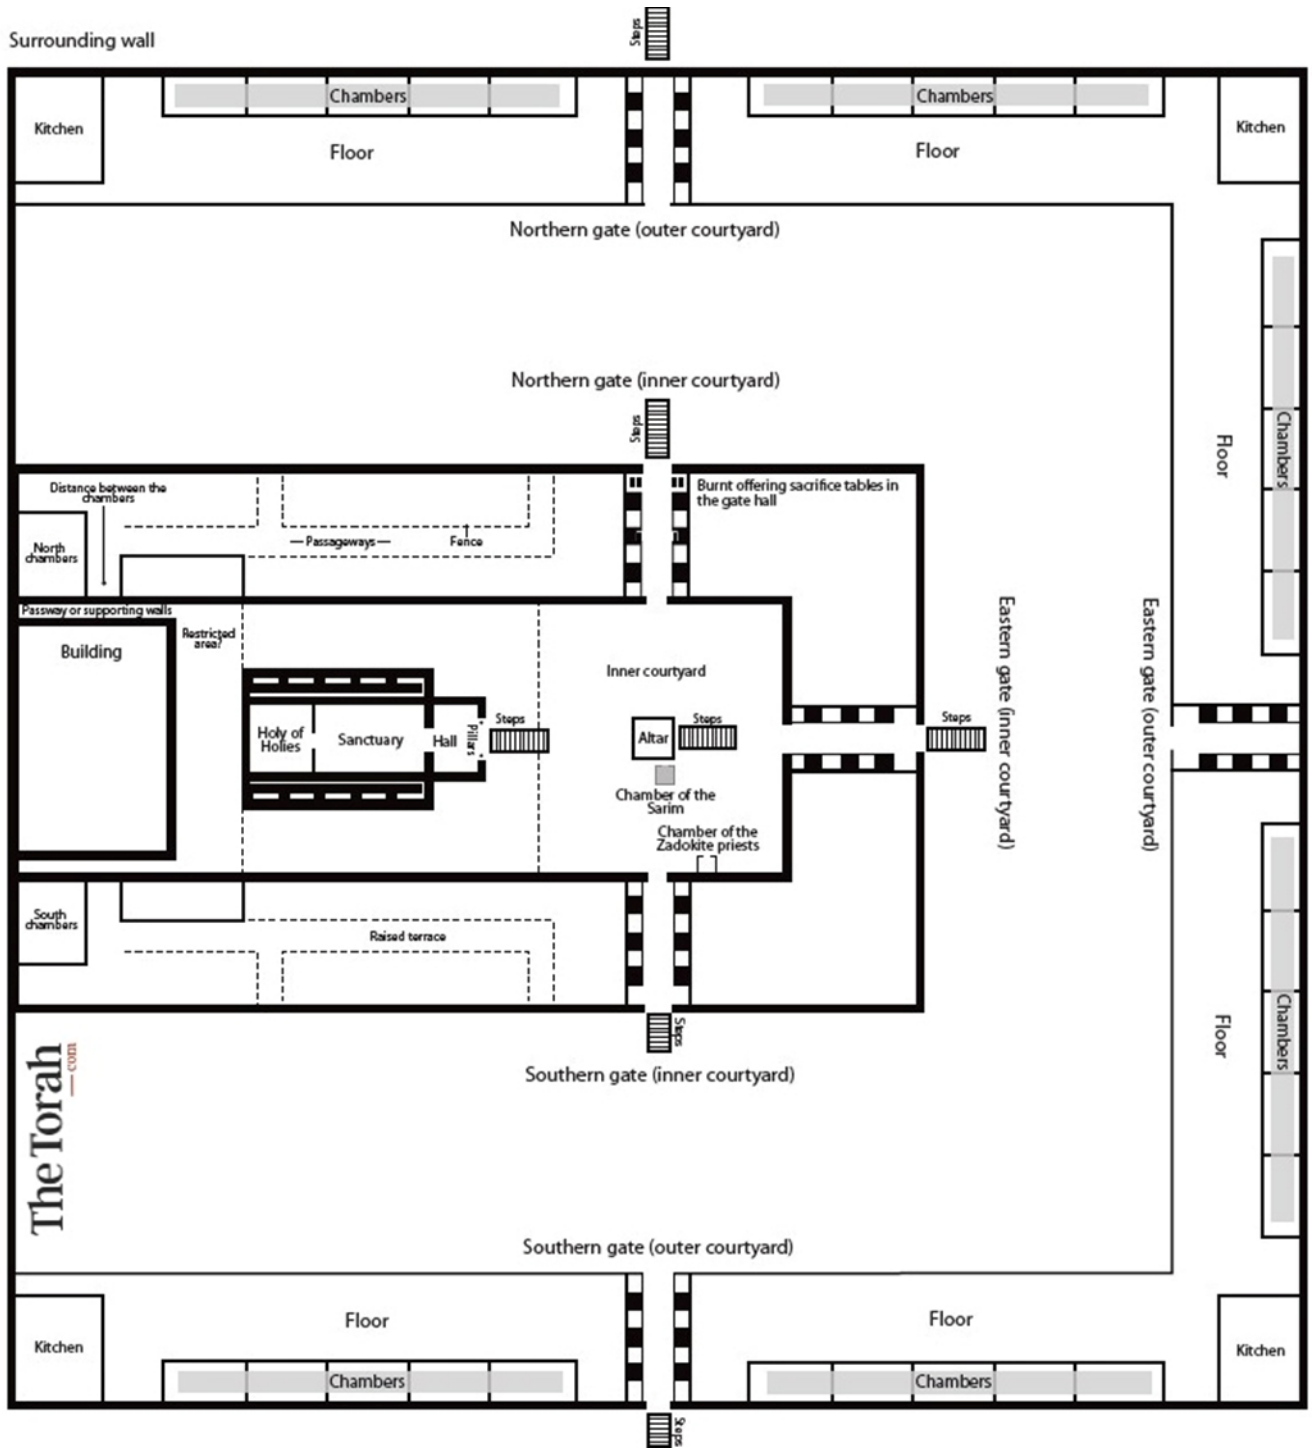 Surrounding wall
Steps
Chambers
Chambers
Kitchen
Kitchen
Floor
Floor
Northern gate (outer courtyard)
Northern gate (inner courtyard)
Steps
Floor
Chambers
Distance between the
chambers
Burnt offering sacrifice tables in
the gate hall
North
chambers
Passageways
Fence
Passway or supporting walls
Building
Restricted
area?
Inner courtyard
Eastern gate (inner courtyard)
Eastern gate (outer courtyard)
Holy of
Holies
Sanctuary
Hall
Pillars
Steps
Altar
Steps
Steps
Chamber of the
Sarim
Chamber of the
Zadokite priests
South
chambers
Raised terrace
Steps
Floor
Chambers
Southern gate (inner courtyard)
The Torah
com
Southern gate (outer courtyard)
Floor
Floor
Kitchen
Kitchen
Chambers
Chambers
Steps